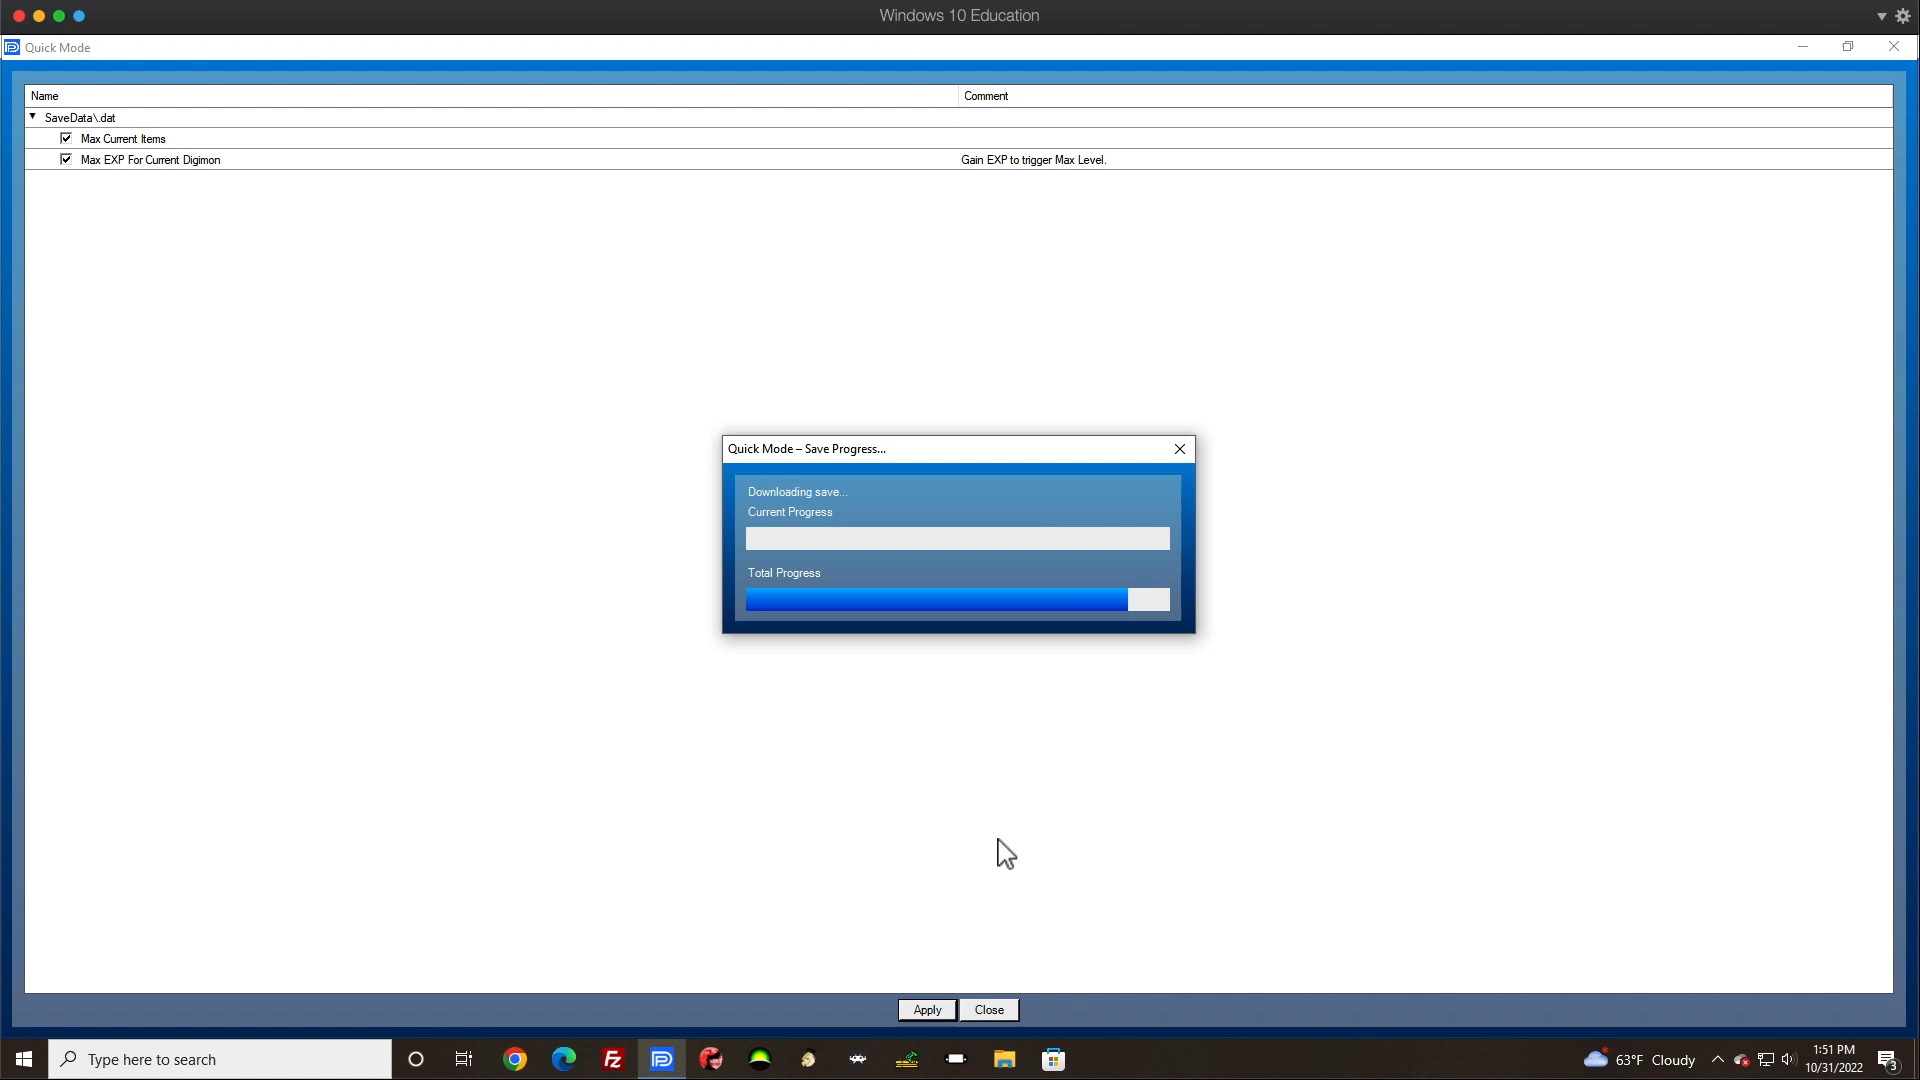 Windows 10 Education
Quick Mode
Name Comment
SaveData\.dat
Max Current Items
Max EXP For Current Digimon Gain EXP to trigger Max Level.
Quick Mode – Save Progress...
Downloading save...
Current Progress
Total Progress
Apply Close
Type here to search
63°F Cloudy
1:51 PM
10/31/2022
3